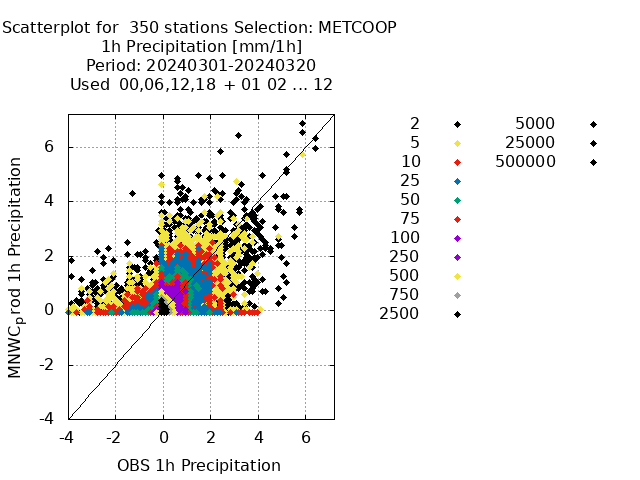 Scatterplot for 350 stations Selection: METCOOP
1h Precipitation [mm/1h]
Period: 20240301-20240320
Used 00,06,12,18 + 01 02 ... 12
MNWC_prod 1h Precipitation
6
4
2
0
-2
-4
-4 -2 0 2 4 6
OBS 1h Precipitation
2
5
10
25
50
75
100
250
500
750
2500
5000
25000
500000